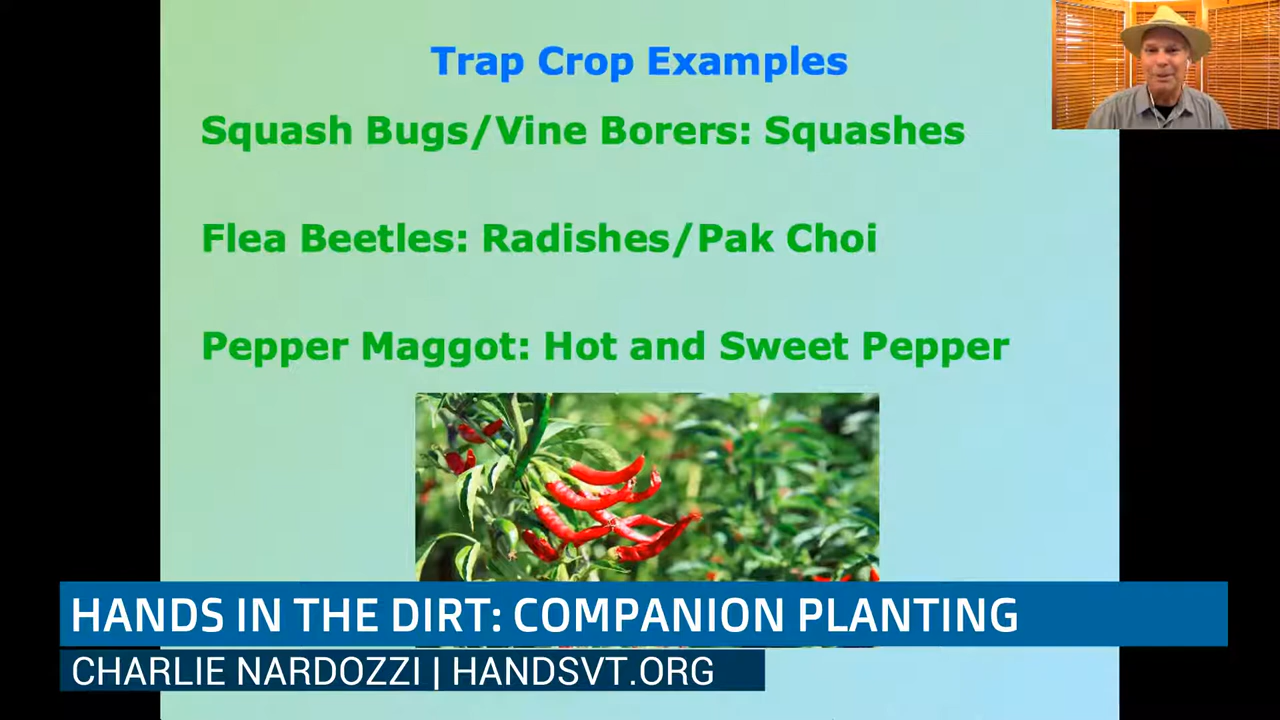 Trap Crop Examples
Squash Bugs/Vine Borers: Squashes
Flea Beetles: Radishes/Pak Choi
Pepper Maggot: Hot and Sweet Pepper
HANDS IN THE DIRT: COMPANION PLANTING
CHARLIE NARDOZZI | HANDSVT.ORG